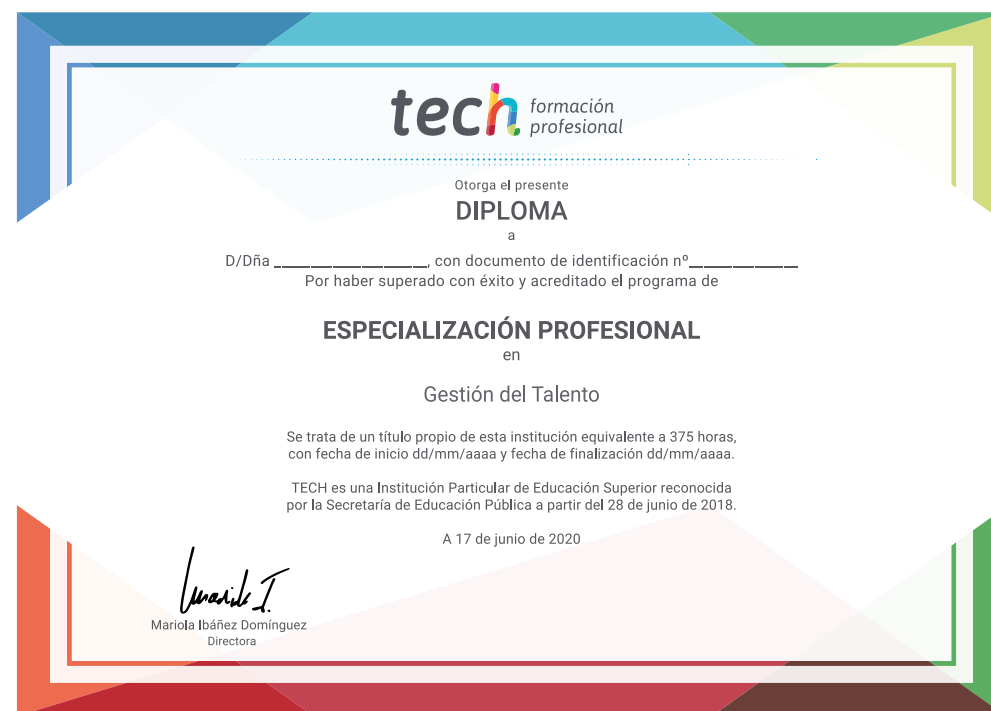 tech formación
profesional
Otorga el presente
DIPLOMA
a
D/Dña ____________________, con documento de identificación nº______________
Por haber superado con éxito y acreditado el programa de
ESPECIALIZACIÓN PROFESIONAL
en
Gestión del Talento
Se trata de un título propio de esta institución equivalente a 375 horas,
con fecha de inicio dd/mm/aaaa y fecha de finalización dd/mm/aaaa.
TECH es una Institución Particular de Educación Superior reconocida
por la Secretaría de Educación Pública a partir del 28 de junio de 2018.
A 17 de junio de 2020
Mariola Ibáñez Domínguez
Directora